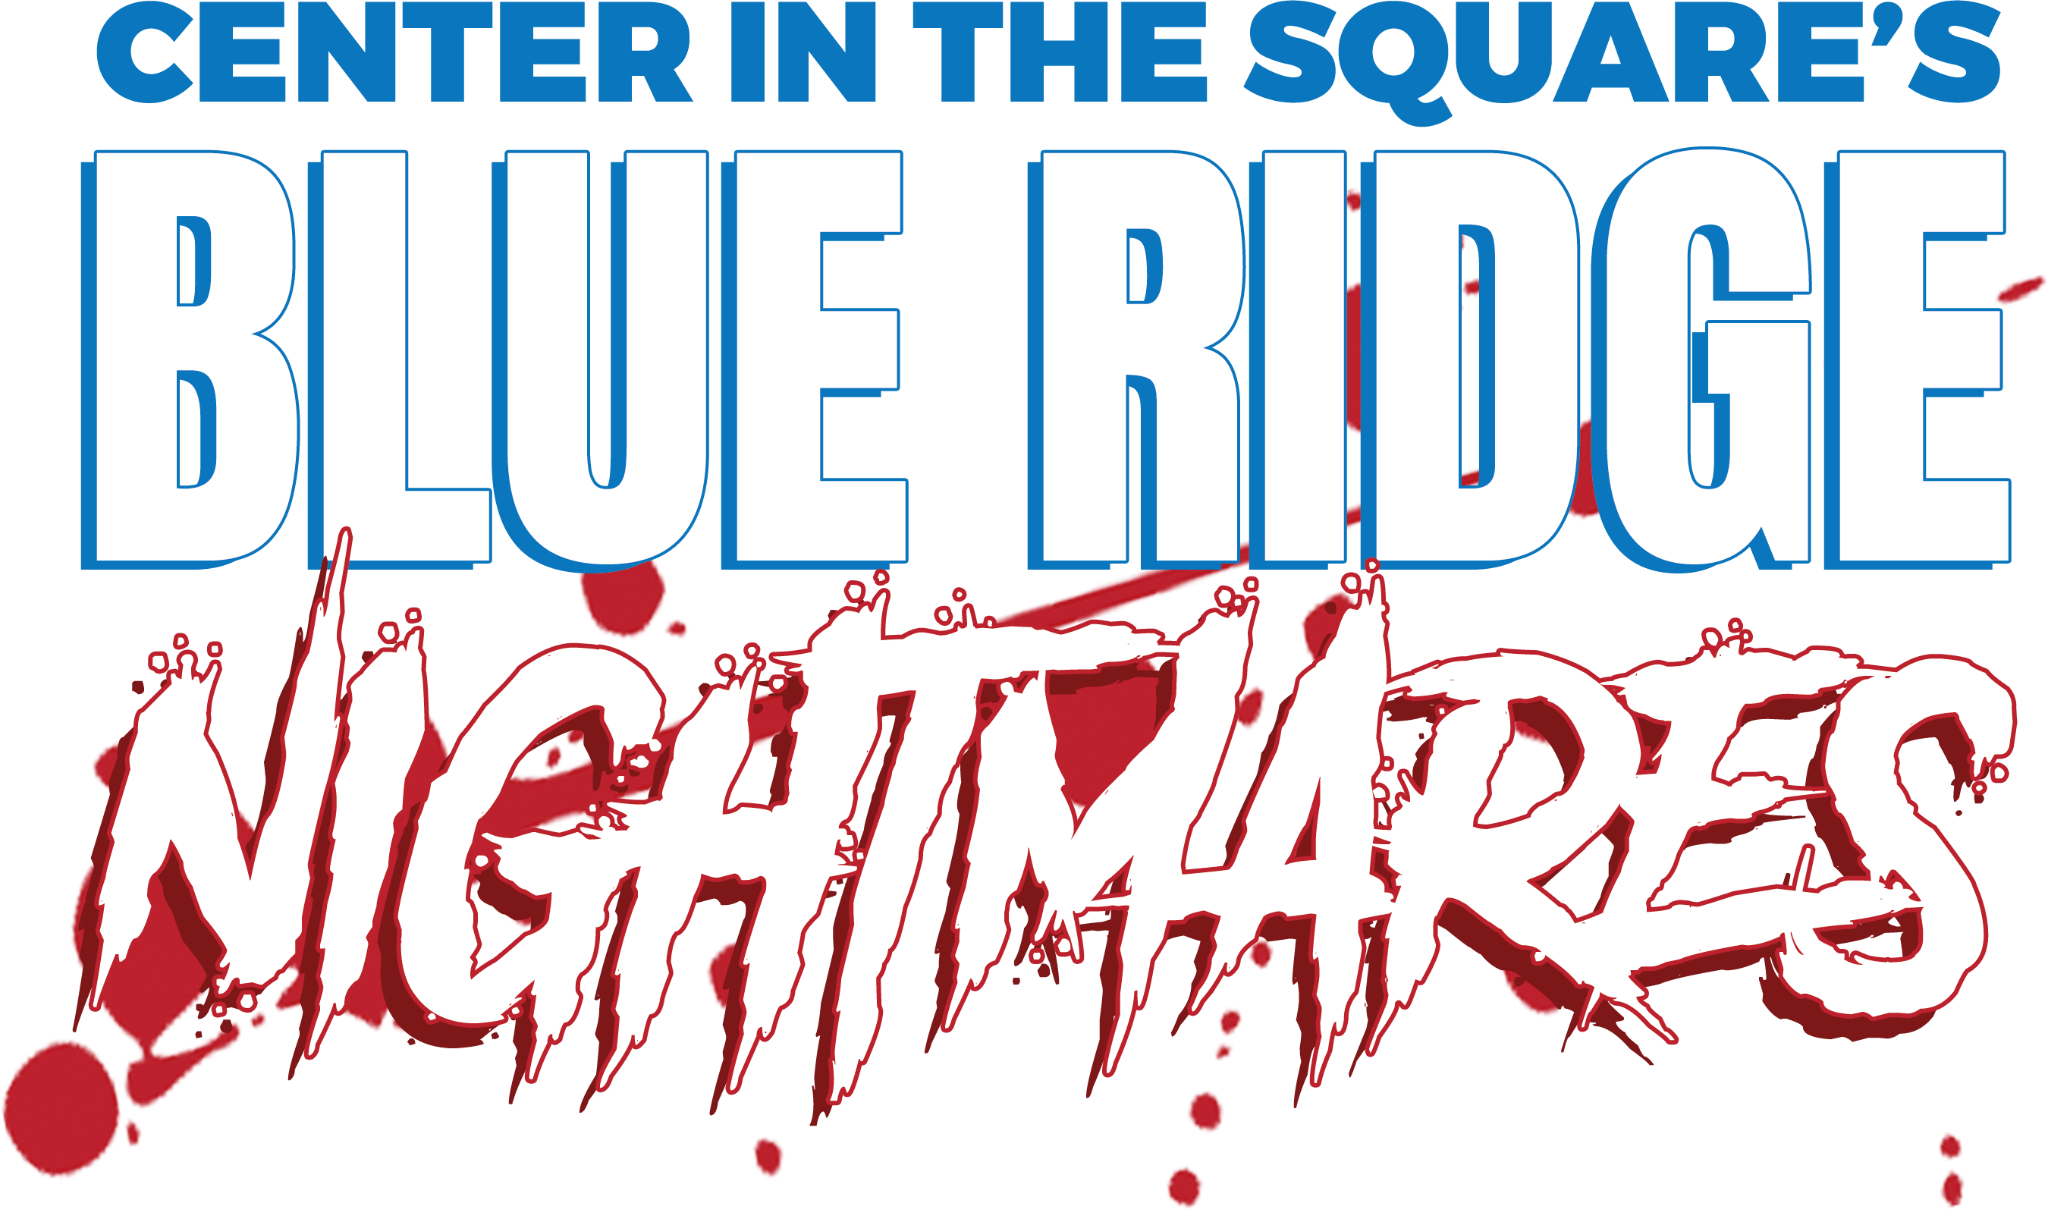 CENTER IN THE SQUARE’S
BLUE RIDGE
NIGHTMARES